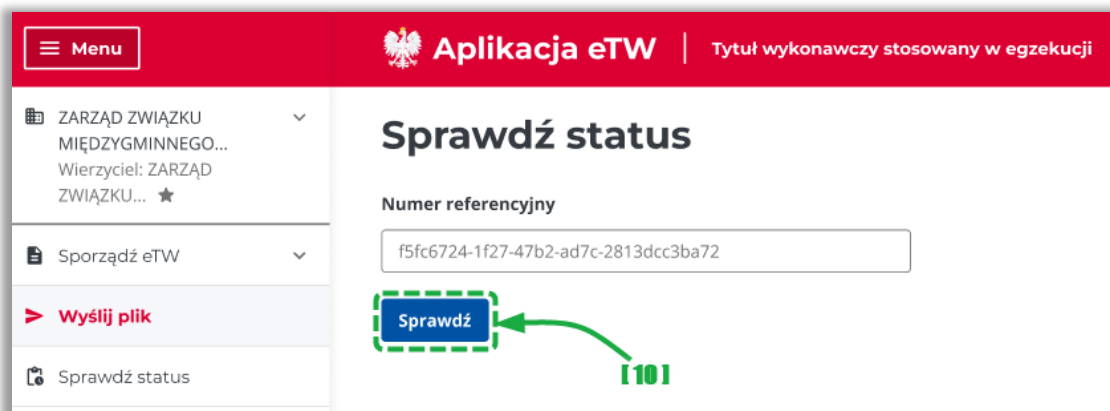 Menu
Aplikacja eTW
Tytuł wykonawczy stosowany w egzekucji
ZARZĄD ZWIĄZKU
MIĘDZYGMINNEGO...
Wierzyciel: ZARZĄD
ZWIĄZKU...
Sporządź eTW
Wyślij plik
Sprawdź status
Sprawdź status
Numer referencyjny
f5fc6724-1f27-47b2-ad7c-2813dcc3ba72
Sprawdź
[10]